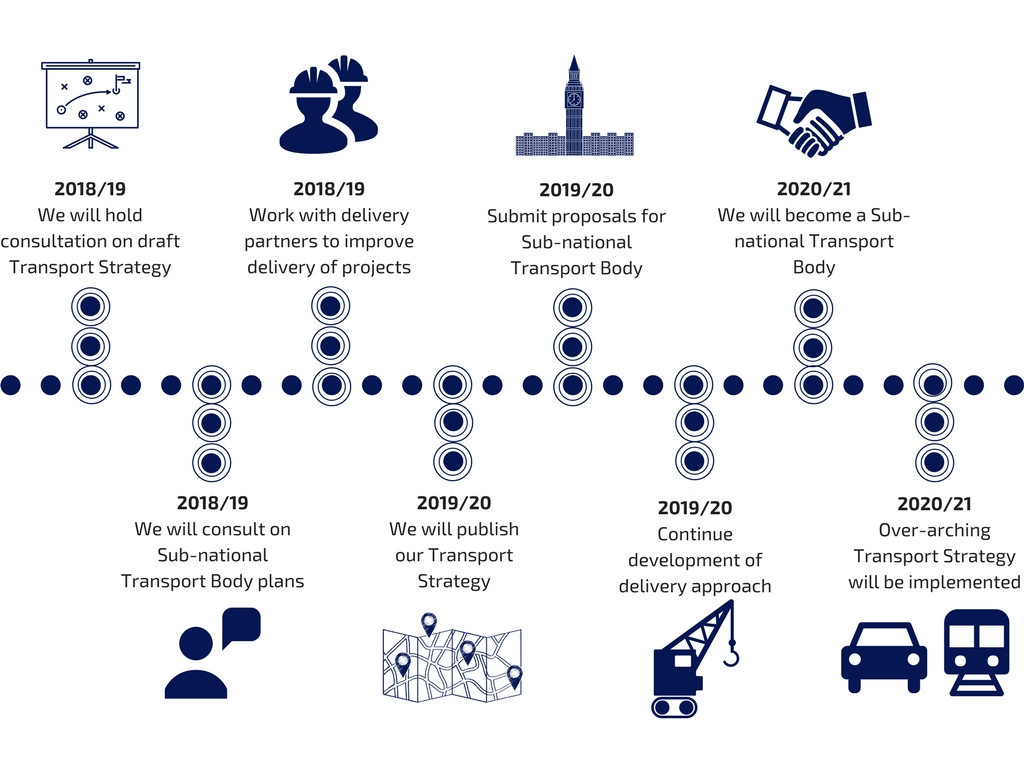 2018/19
We will hold
consultation on draft
Transport Strategy
2018/19
Work with delivery
partners to improve
delivery of projects
2019/20
Submit proposals for
Sub-national
Transport Body
2020/21
We will become a Sub-
national Transport
Body
2018/19
We will consult on
Sub-national
Transport Body plans
2019/20
We will publish
our Transport
Strategy
2019/20
Continue
development of
delivery approach
2020/21
Over-arching
Transport Strategy
will be implemented